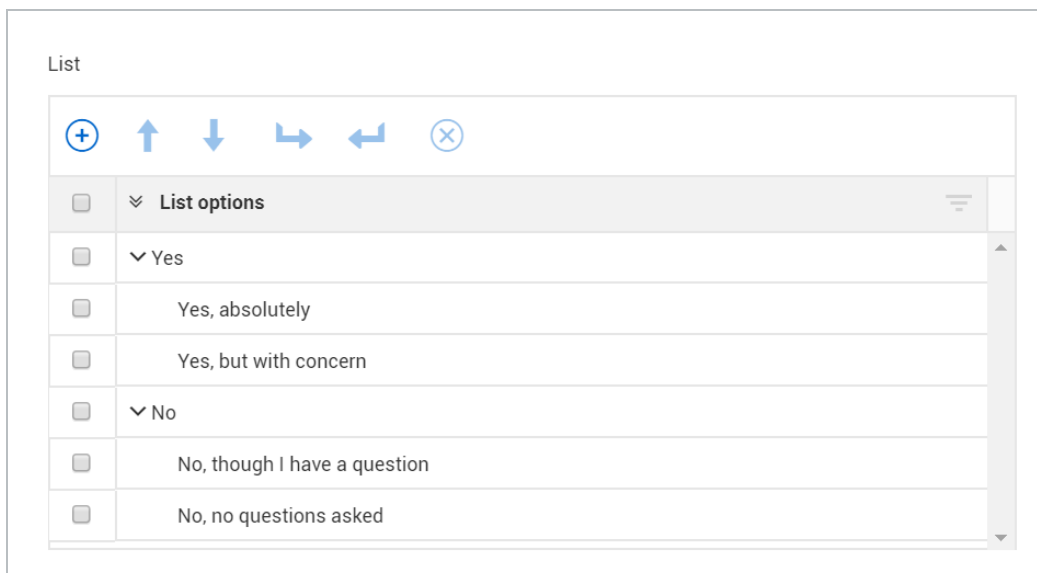 List
List options
Yes
Yes, absolutely
Yes, but with concern
No
No, though I have a question
No, no questions asked